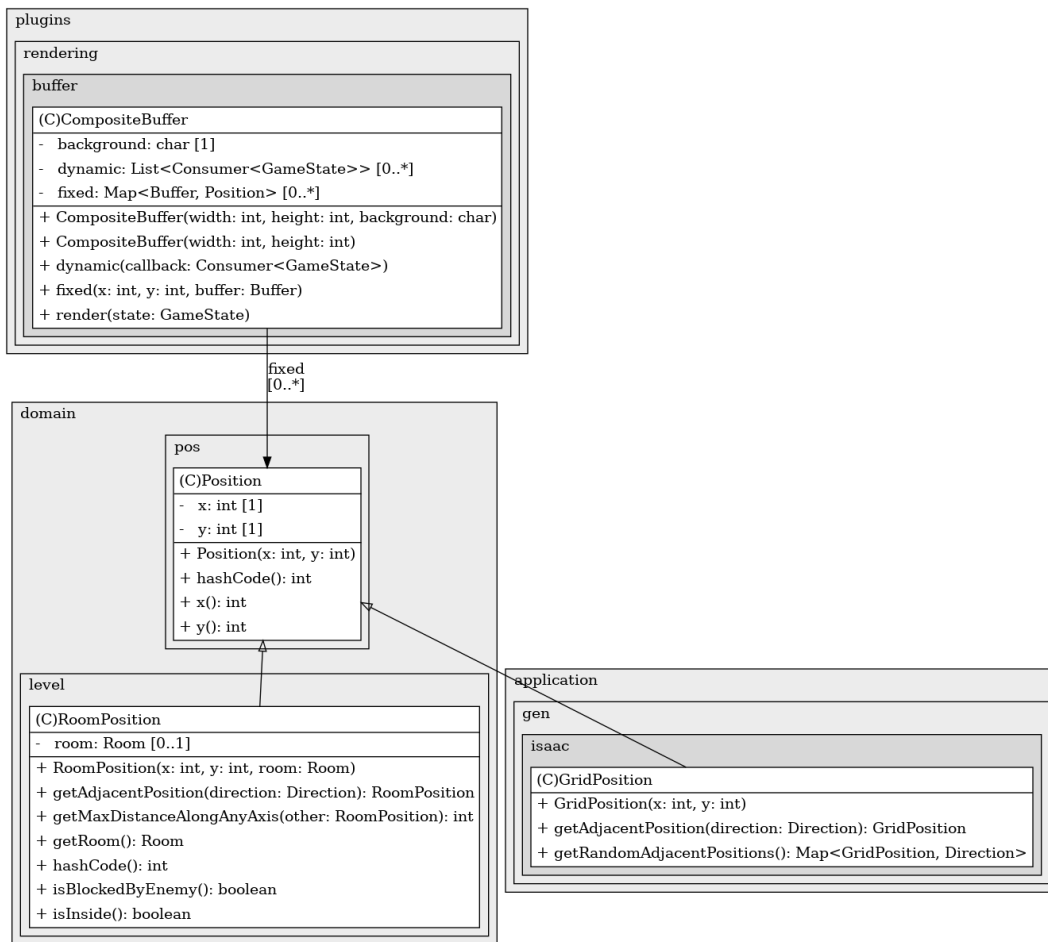 plugins
rendering
buffer
(C)CompositeBuffer
- background: char [1]
- dynamic: List<Consumer<GameState>> [0..*]
- fixed: Map<Buffer, Position> [0..*]
+ CompositeBuffer(width: int, height: int, background: char)
+ CompositeBuffer(width: int, height: int)
+ dynamic(callback: Consumer<GameState>)
+ fixed(x: int, y: int, buffer: Buffer)
+ render(state: GameState)
fixed
[0..*]
domain
pos
(C)Position
- x: int [1]
- y: int [1]
+ Position(x: int, y: int)
+ hashCode(): int
+ x(): int
+ y(): int
level
(C)RoomPosition
- room: Room [0..1]
+ RoomPosition(x: int, y: int, room: Room)
+ getAdjacentPosition(direction: Direction): RoomPosition
+ getMaxDistanceAlongAnyAxis(other: RoomPosition): int
+ getRoom(): Room
+ hashCode(): int
+ isBlockedByEnemy(): boolean
+ isInside(): boolean
application
gen
isaac
(C)GridPosition
+ GridPosition(x: int, y: int)
+ getAdjacentPosition(direction: Direction): GridPosition
+ getRandomAdjacentPositions(): Map<GridPosition, Direction>